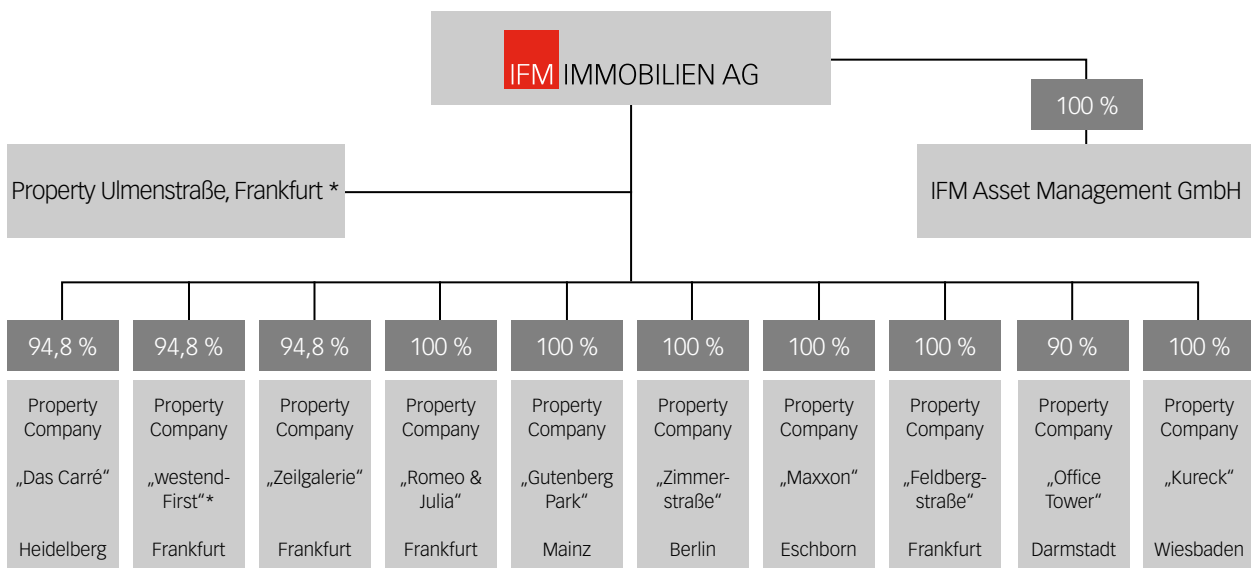 IFM IMMOBILIEN AG
100 %
Property Ulmenstraße, Frankfurt *
IFM Asset Management GmbH
94,8 %
94,8 %
94,8 %
100 %
100 %
100 %
100 %
100 %
90 %
100 %
Property
Company
„Das Carré“
Heidelberg
Property
Company
„westend-
First“*
Frankfurt
Property
Company
„Zeilgalerie“
Frankfurt
Property
Company
„Romeo &
Julia“
Frankfurt
Property
Company
„Gutenberg
Park“
Mainz
Property
Company
„Zimmer-
straße“
Berlin
Property
Company
„Maxxon“
Eschborn
Property
Company
„Feldberg-
straße“
Frankfurt
Property
Company
„Office
Tower“
Darmstadt
Property
Company
„Kureck“
Wiesbaden